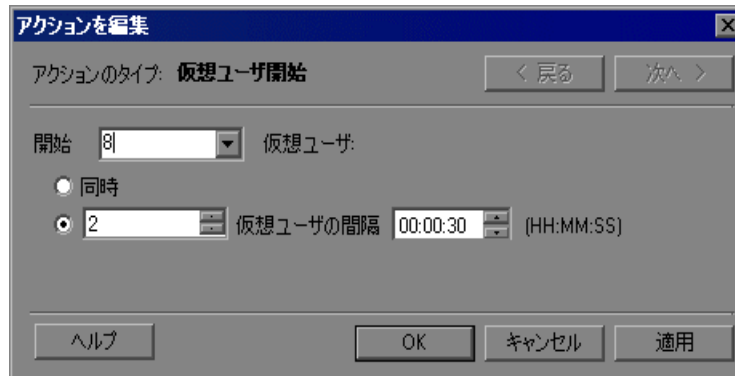 アクションを編集
アクションのタイプ: 仮想ユーザ開始 < 戻る 次へ >
開始 8 仮想ユーザ:
同時
2 仮想ユーザの間隔 00:00:30 (HH:MM:SS)
ヘルプ OK キャンセル 適用